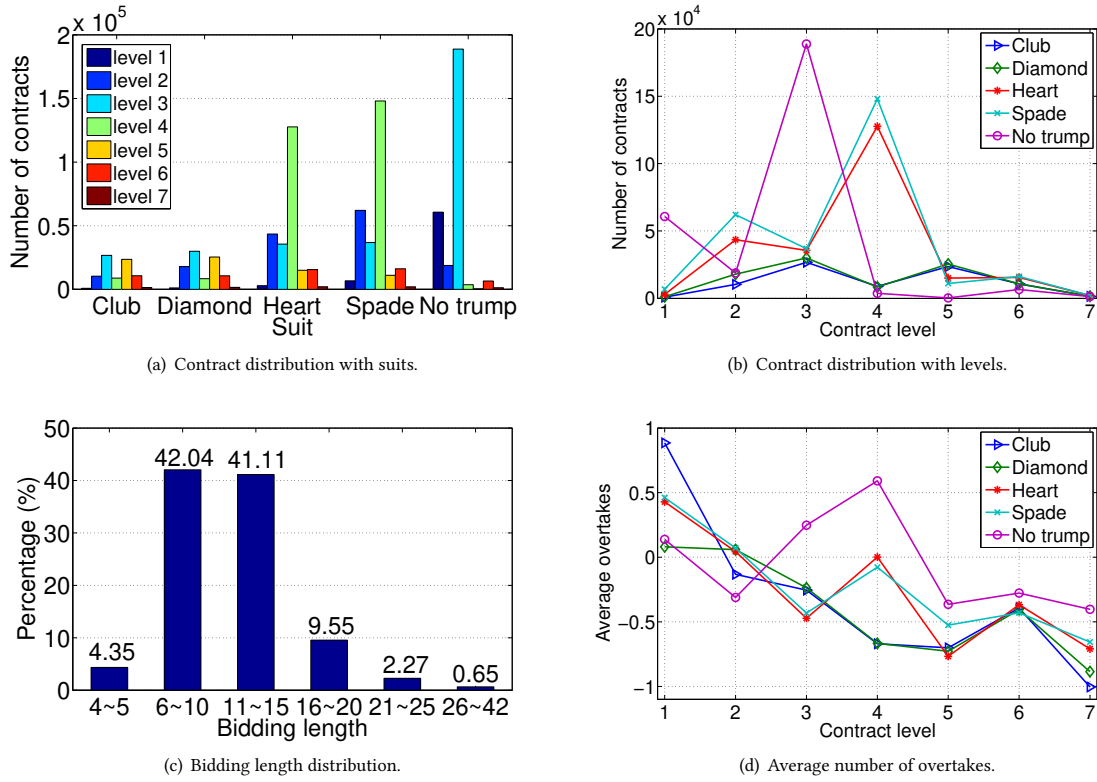 × 10^5
2
1.5
1
0.5
0
Number of contracts
level 1
level 2
level 3
level 4
level 5
level 6
level 7
Club Diamond Heart Spade No trump
Suit
(a) Contract distribution with suits.
× 10^4
20
15
10
5
0
Number of contracts
Club
Diamond
Heart
Spade
No trump
1 2 3 4 5 6 7
Contract level
(b) Contract distribution with levels.
50
40
30
20
10
0
Percentage (%)
4.35
42.04
41.11
9.55
2.27
0.65
4~5 6~10 11~15 16~20 21~25 26~42
Bidding length
(c) Bidding length distribution.
1
0.5
0
−0.5
−1
Average overtakes
Club
Diamond
Heart
Spade
No trump
1 2 3 4 5 6 7
Contract level
(d) Average number of overtakes.